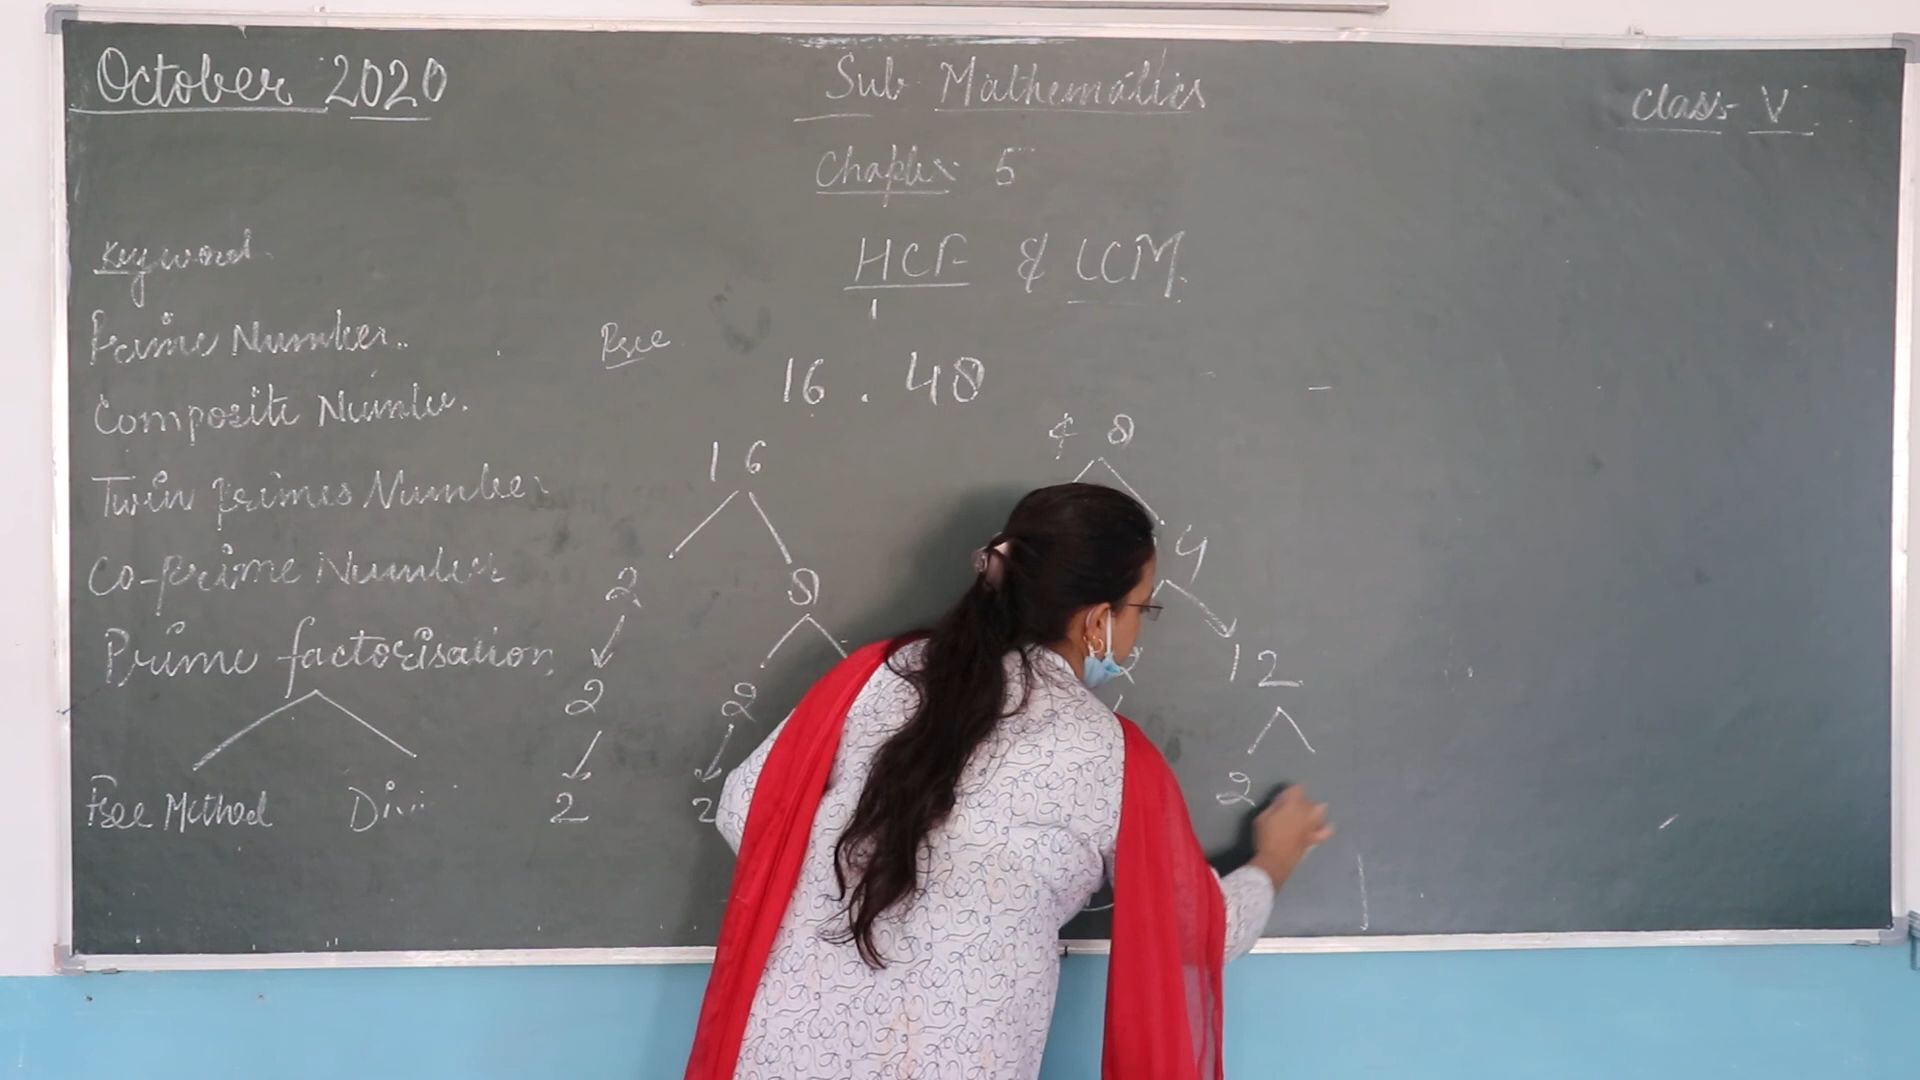 October 2020
Sub Mathematics
Class- V
Chapter 5
HCF & LCM
Keyword
Prime Number
Composite Number
Twin primes Number
Co-prime Number
Prime factorisation
Tree Method
Tree
16 . 48
16
2 8
2 2
2 2
48
4
12
2